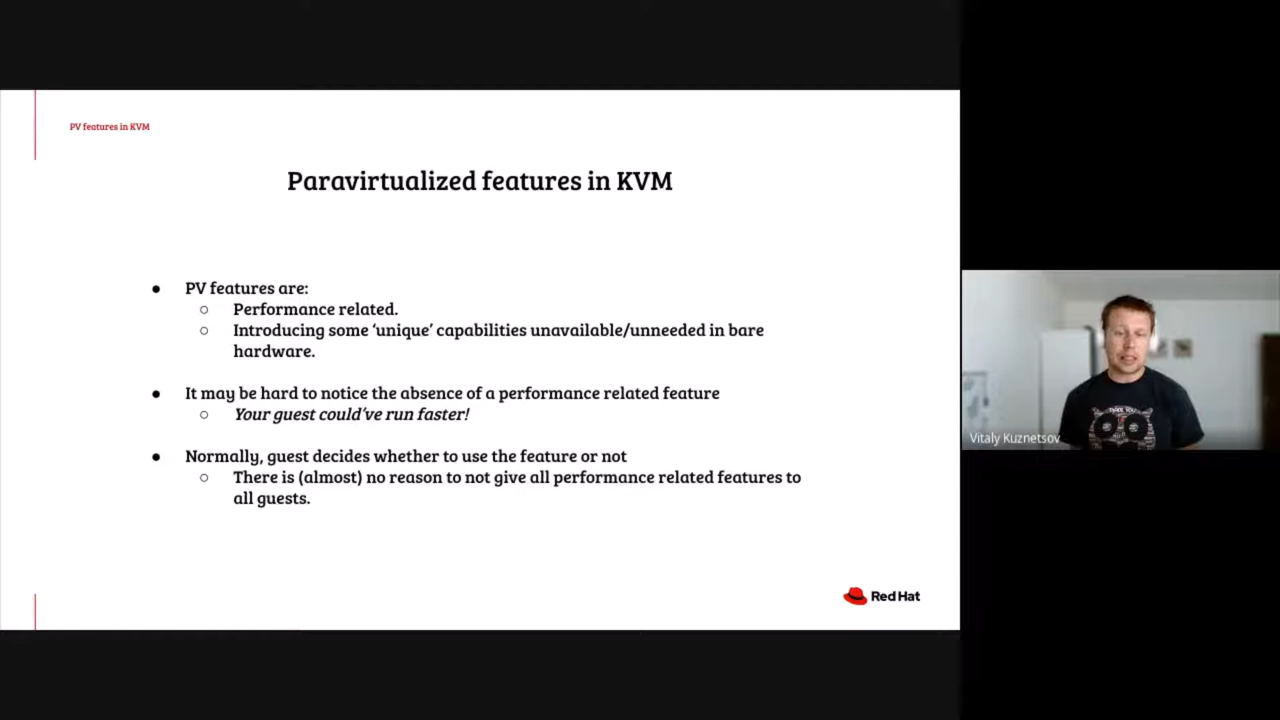 PV features in KVM
Paravirtualized features in KVM
● PV features are:
○ Performance related.
○ Introducing some ‘unique’ capabilities unavailable/unneeded in bare
hardware.
● It may be hard to notice the absence of a performance related feature
○ Your guest could’ve run faster!
● Normally, guest decides whether to use the feature or not
○ There is (almost) no reason to not give all performance related features to
all guests.
Red Hat
Vitaly Kuznetsov